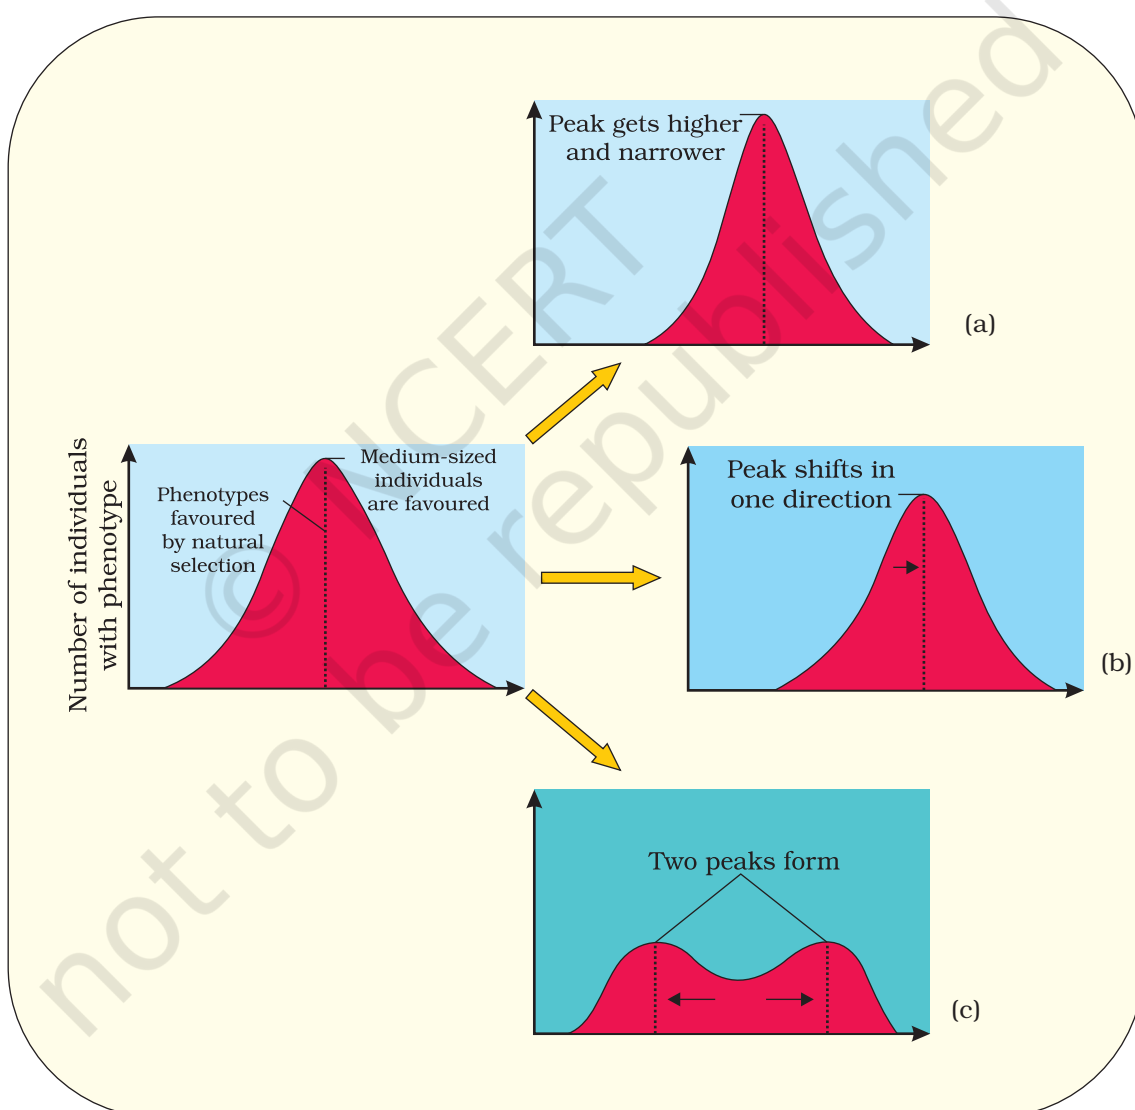 Peak gets higher
and narrower
(a)
Number of individuals
with phenotype
Phenotypes
favoured
by natural
selection
Medium-sized
individuals
are favoured
Peak shifts in
one direction
(b)
Two peaks form
(c)
© NCERT
not to be republished